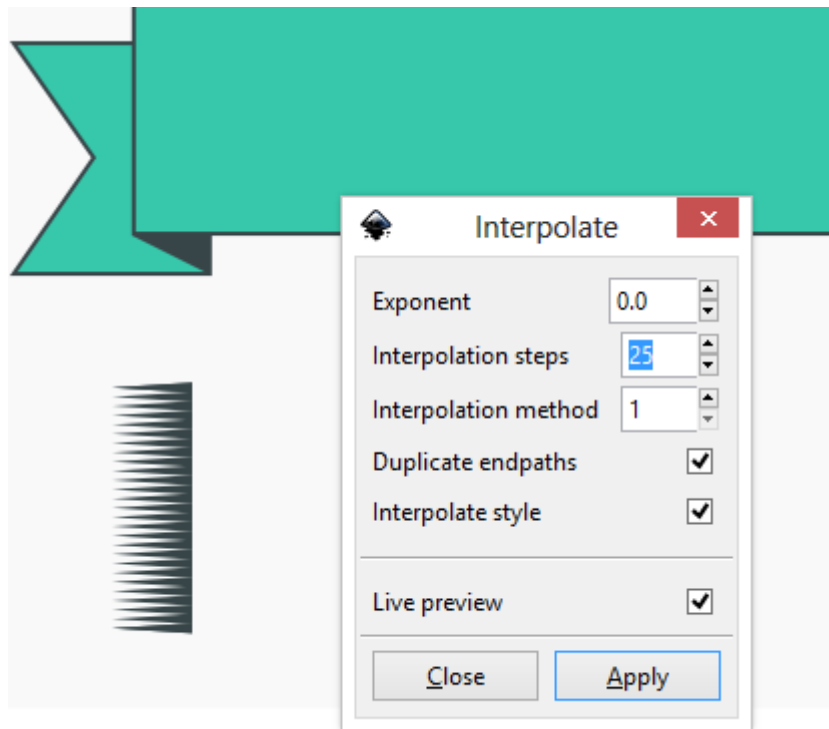 Interpolate
Exponent 0.0
Interpolation steps 25
Interpolation method 1
Duplicate endpaths
Interpolate style
Live preview
Close Apply